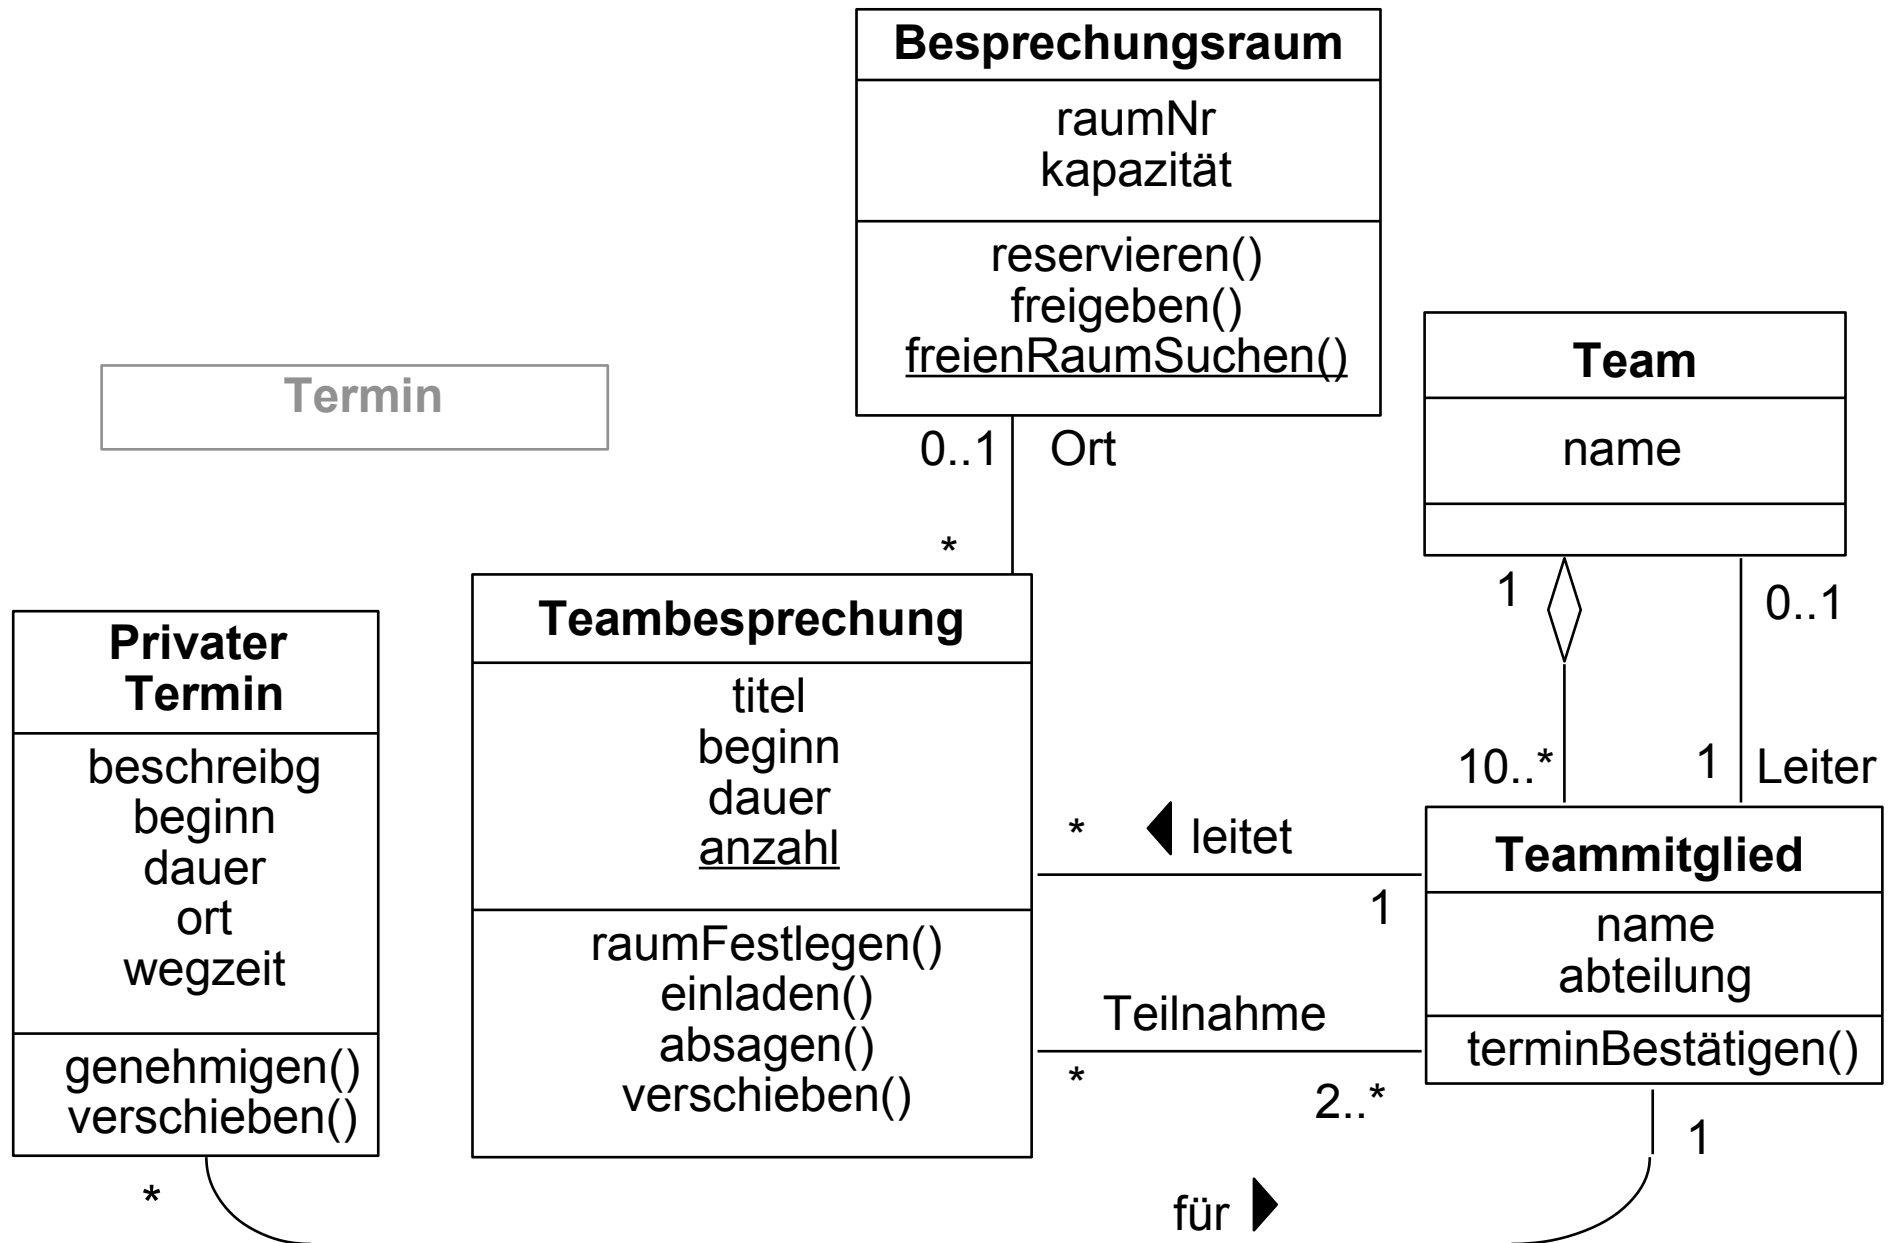 Besprechungsraum
raumNr
kapazität
reservieren()
freigeben()
freienRaumSuchen()
Termin
Team
name
0..1 Ort
*
1
0..1
10..*
1 Leiter
Privater
Termin
beschreibg
beginn
dauer
ort
wegzeit
genehmigen()
verschieben()
*
Teambesprechung
titel
beginn
dauer
anzahl
raumFestlegen()
einladen()
absagen()
verschieben()
* leitet
1
Teilnahme
*
2..*
Teammitglied
name
abteilung
terminBestätigen()
1
für